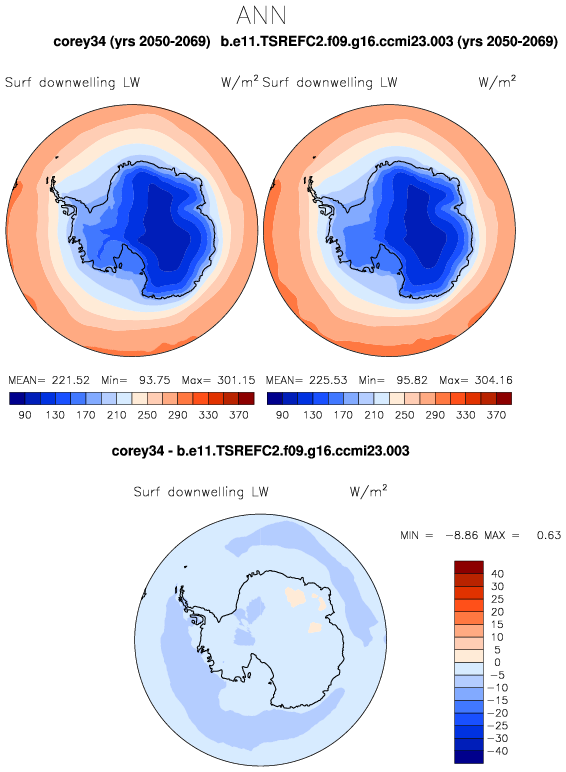 ANN
corey34 (yrs 2050-2069) b.e11.TSREFC2.f09.g16.ccmi23.003 (yrs 2050-2069)
Surf downwelling LW W/m² Surf downwelling LW W/m²
MEAN= 221.52 Min= 93.75 Max= 301.15 MEAN= 225.53 Min= 95.82 Max= 304.16
90 130 170 210 250 290 330 370 90 130 170 210 250 290 330 370
corey34 - b.e11.TSREFC2.f09.g16.ccmi23.003
Surf downwelling LW W/m²
MIN = -8.86 MAX = 0.63
40
30
25
20
15
10
5
0
-5
-10
-15
-20
-25
-30
-40